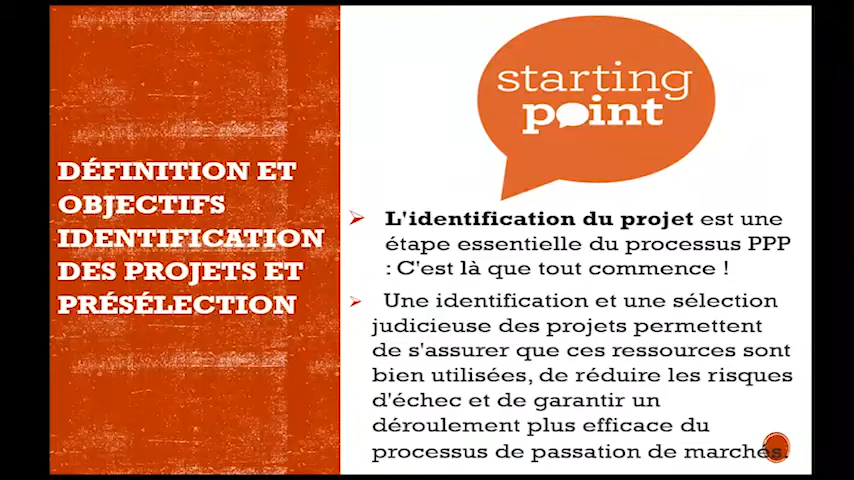 DÉFINITION ET
OBJECTIFS
IDENTIFICATION
DES PROJETS ET
PRÉSÉLECTION
starting
point
➢ L'identification du projet est une
étape essentielle du processus PPP
: C'est là que tout commence !
➢ Une identification et une sélection
judicieuse des projets permettent
de s'assurer que ces ressources sont
bien utilisées, de réduire les risques
d'échec et de garantir un
déroulement plus efficace du
processus de passation de marchés.